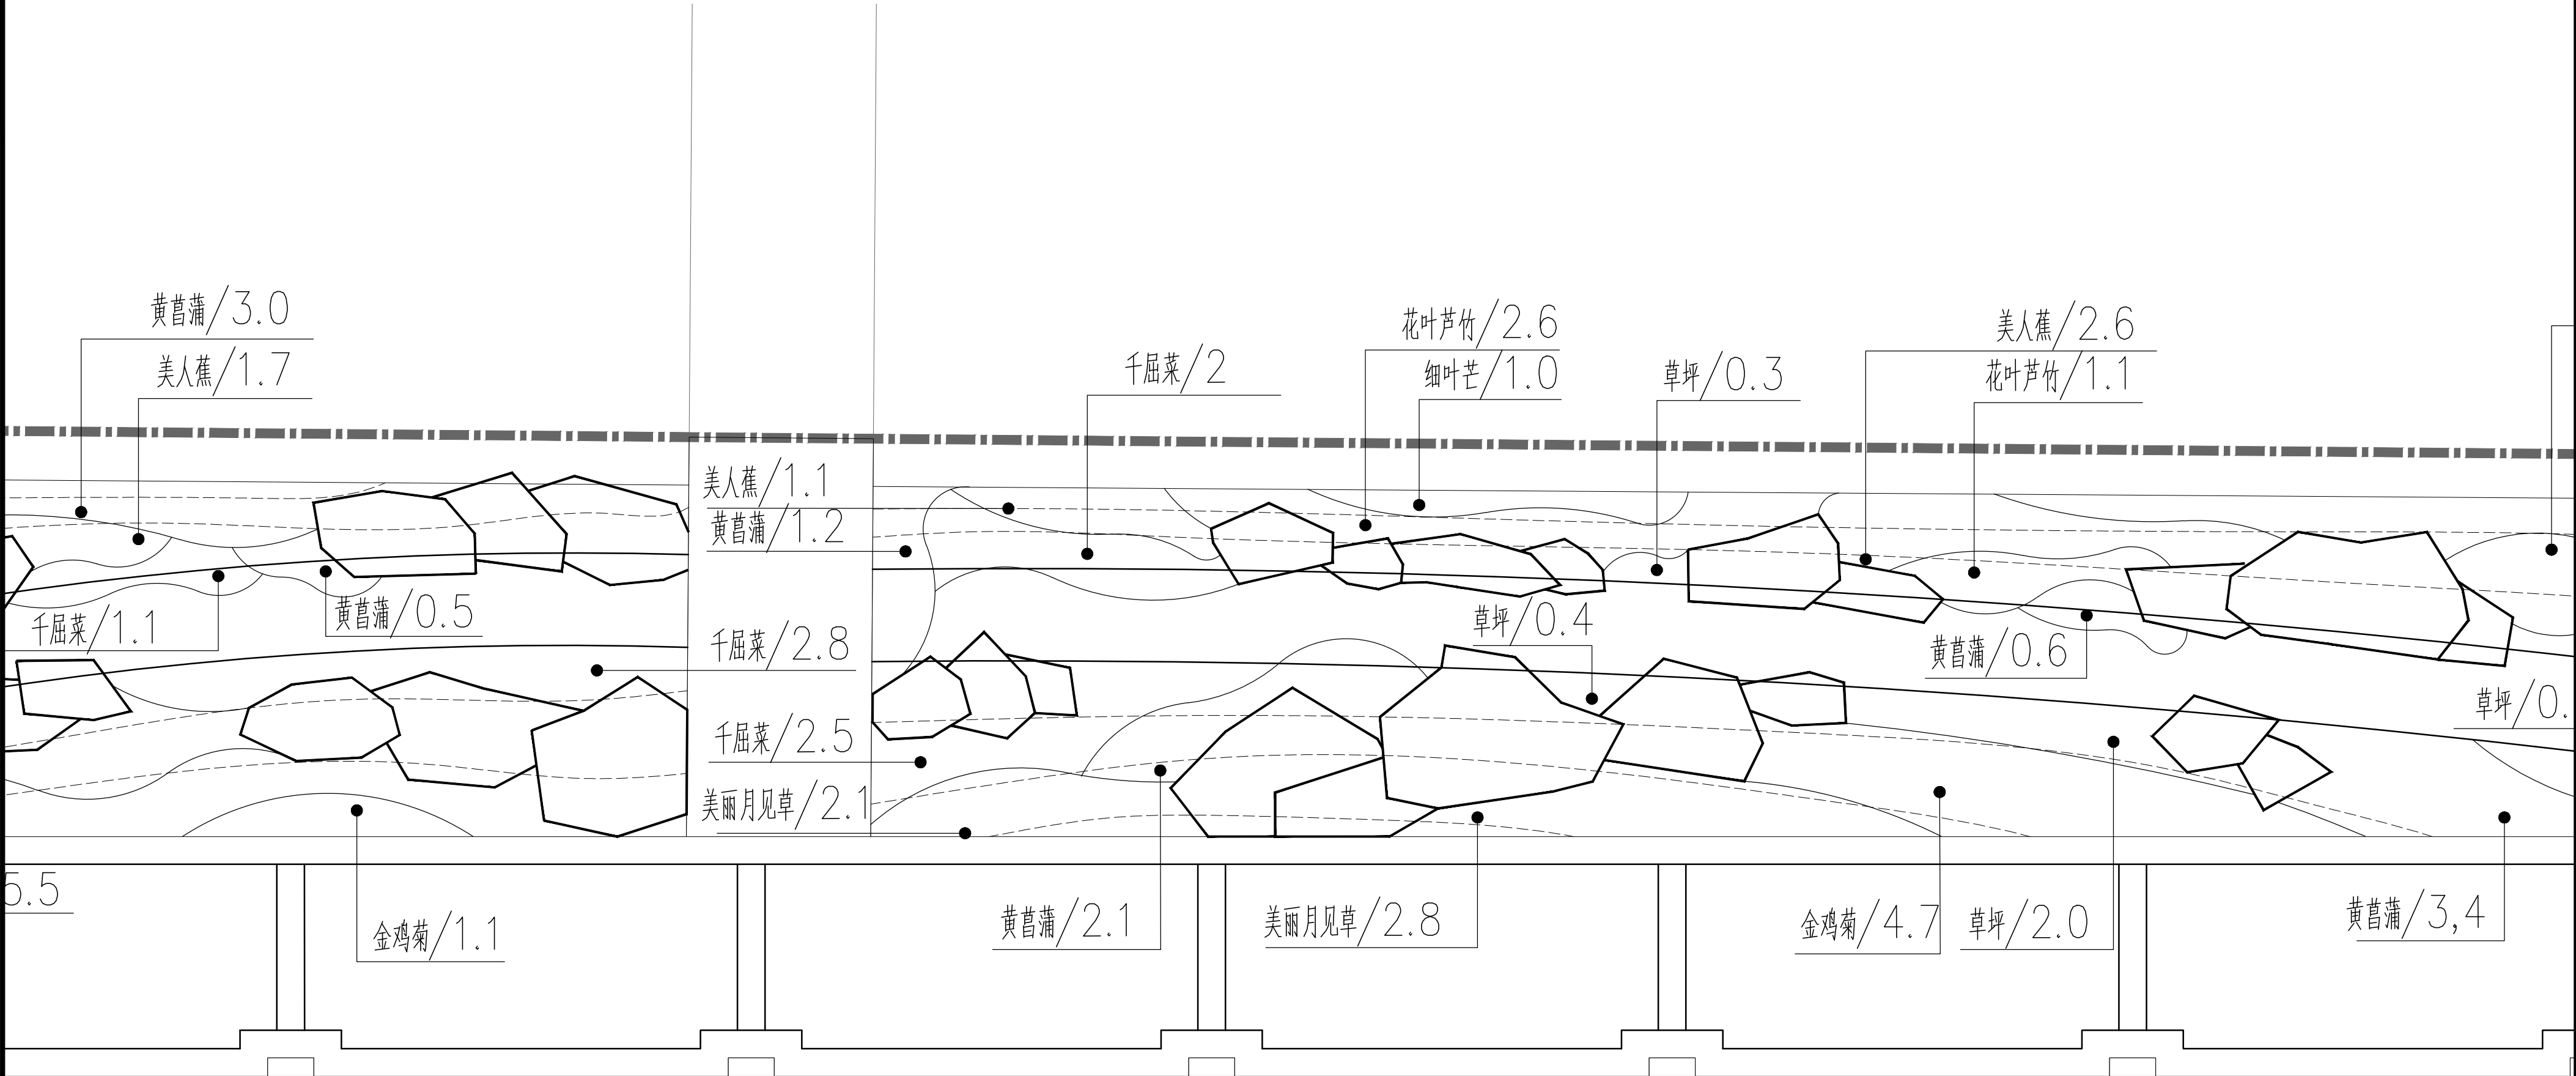 黄菖蒲/3.0
美人蕉/1.7
千屈菜/2
花叶芦竹/2.6
细叶芒/1.0
草坪/0.3
美人蕉/2.6
花叶芦竹/1.1
美人蕉/1.1
黄菖蒲/1.2
千屈菜/1.1
黄菖蒲/0.5
千屈菜/2.8
草坪/0.4
黄菖蒲/0.6
草坪/0.
千屈菜/2.5
美丽月见草/2.1
5.5
金鸡菊/1.1
黄菖蒲/2.1
美丽月见草/2.8
金鸡菊/4.7
草坪/2.0
黄菖蒲/3,4